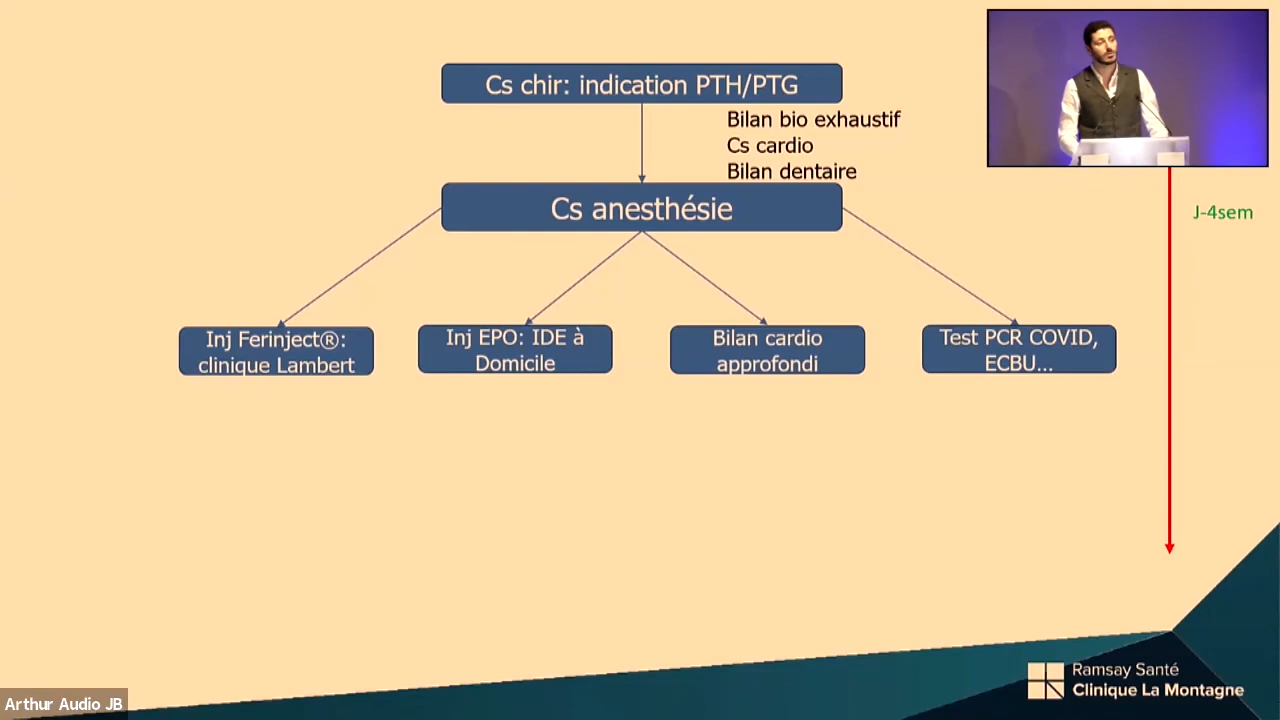 Cs chir: indication PTH/PTG
Bilan bio exhaustif
Cs cardio
Bilan dentaire
Cs anesthésie
J-4sem
Inj Ferinject®:
clinique Lambert
Inj EPO: IDE à
Domicile
Bilan cardio
approfondi
Test PCR COVID,
ECBU...
Ramsay Santé
Clinique La Montagne
Arthur Audio JB